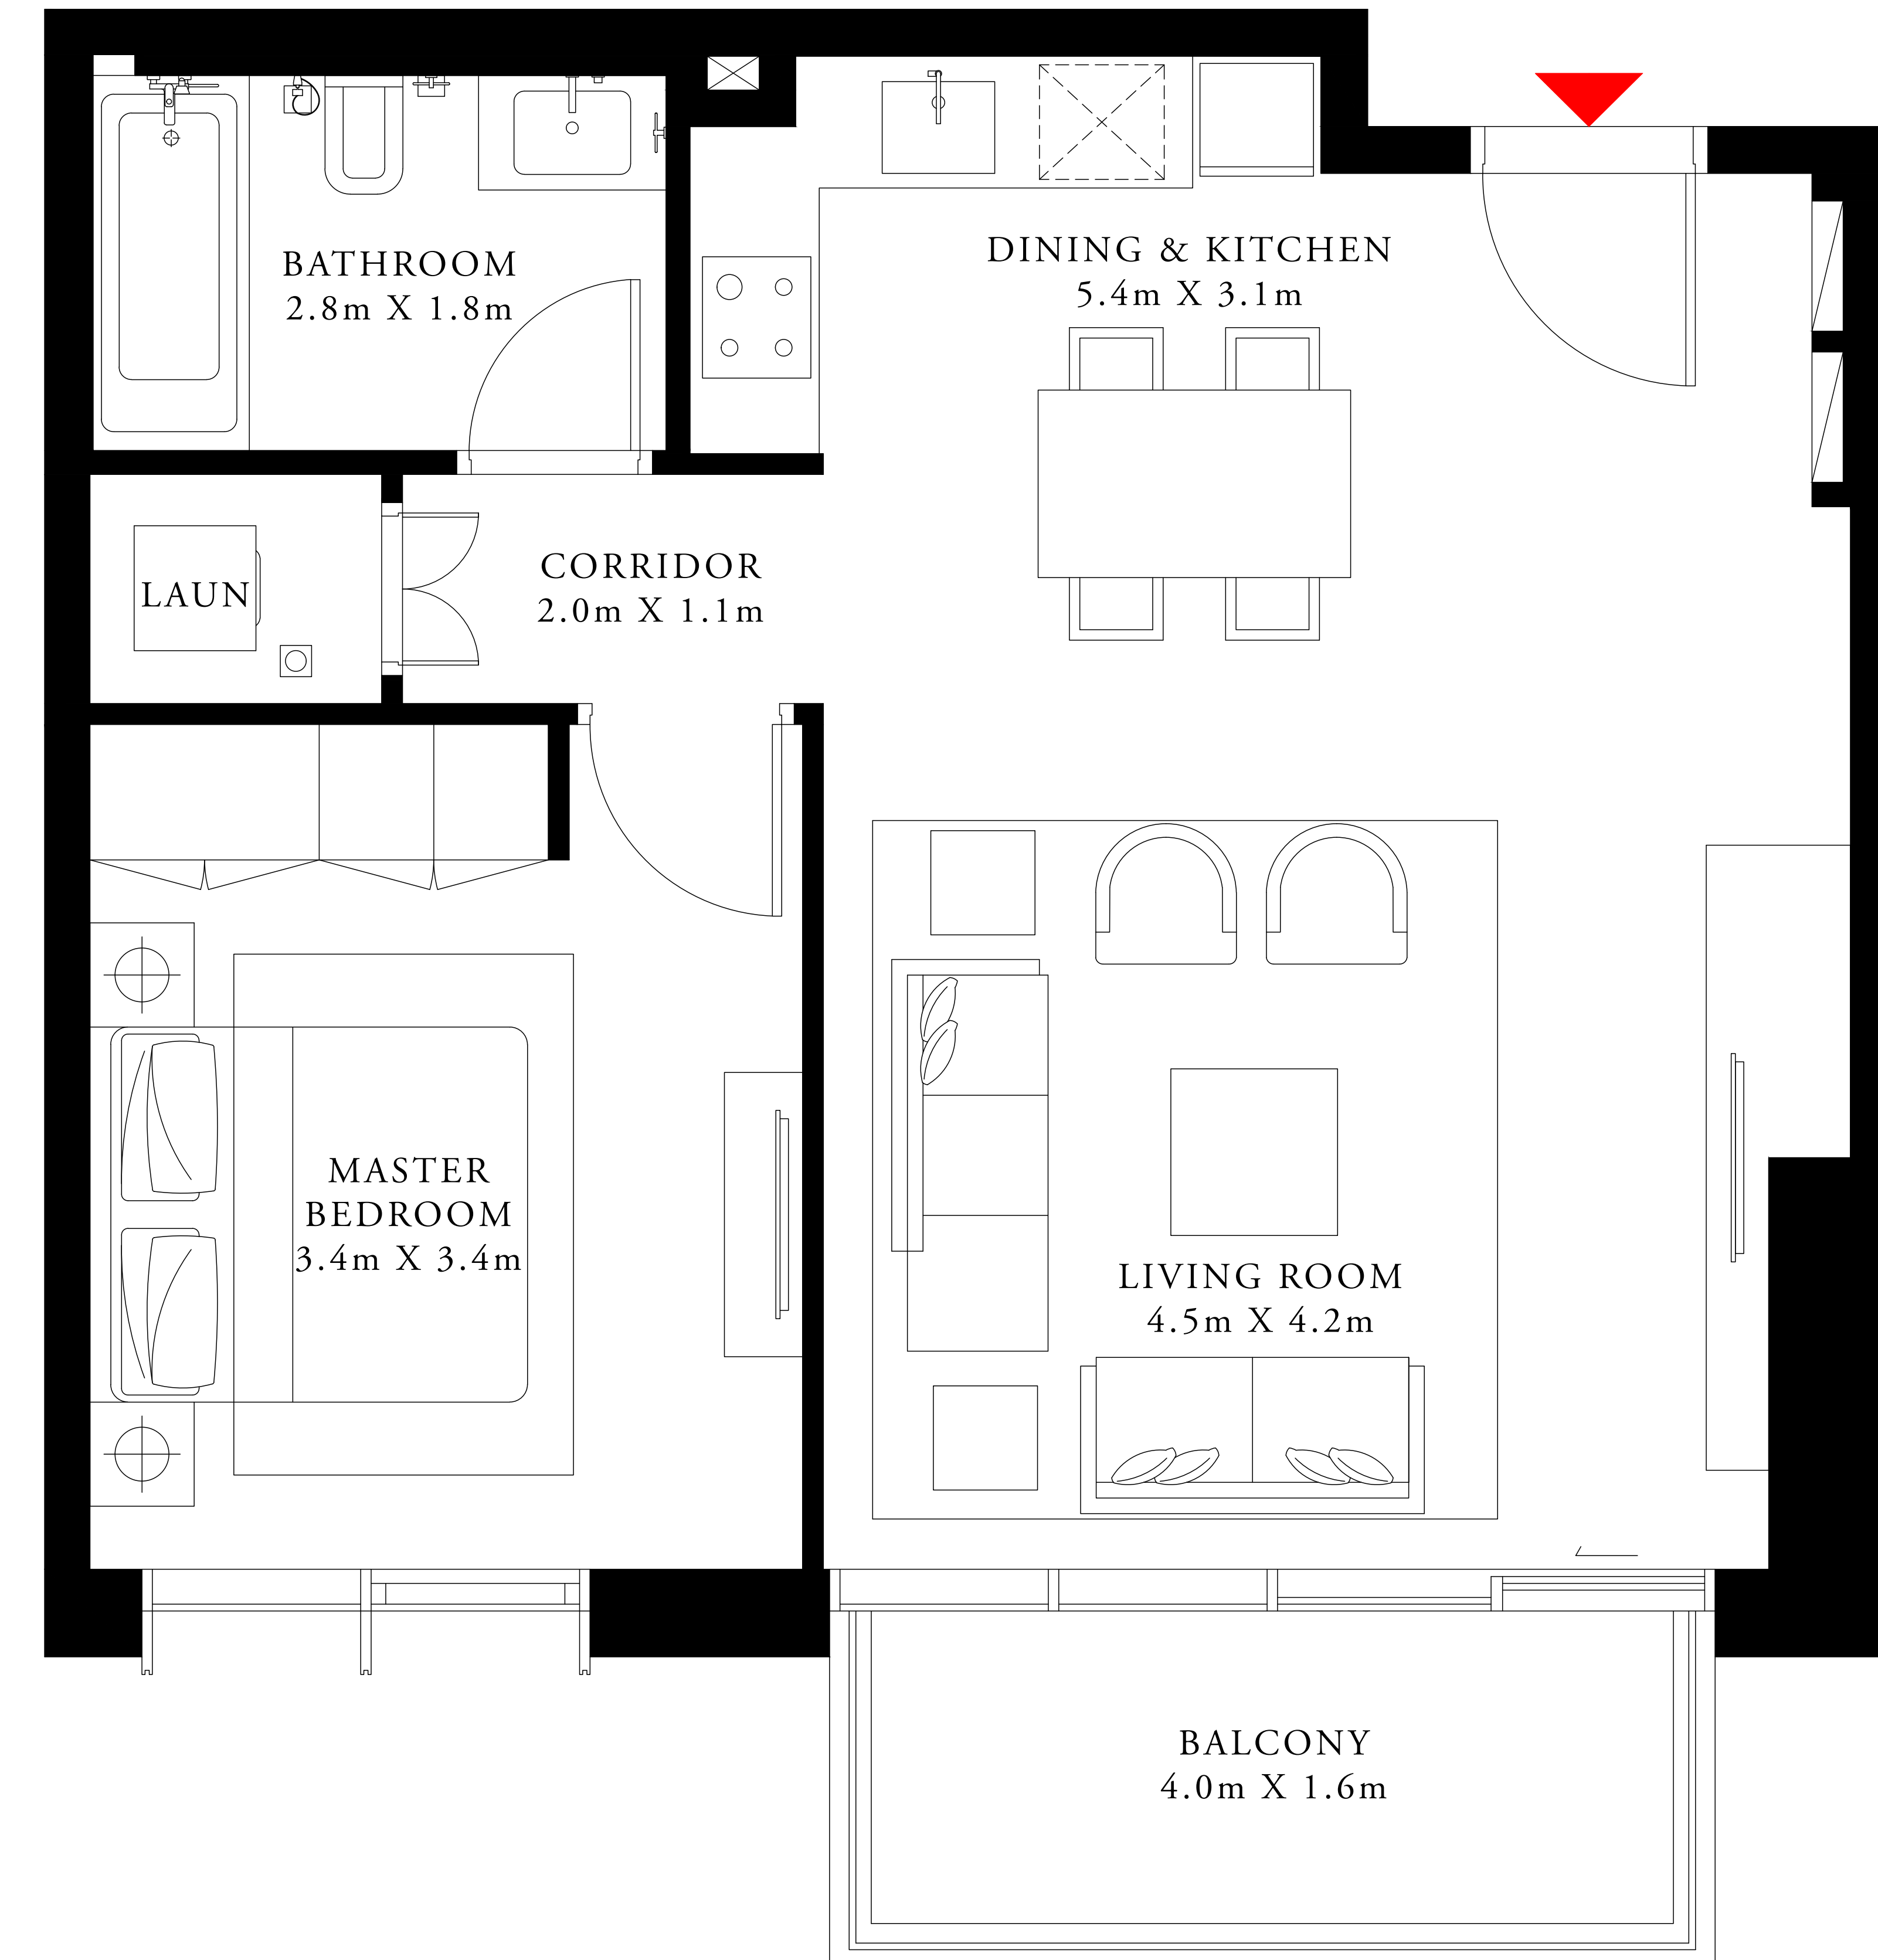 BATHROOM
2.8m X 1.8m
DINING & KITCHEN
5.4m X 3.1m
LAUN
CORRIDOR
2.0m X 1.1m
MASTER
BEDROOM
3.4m X 3.4m
LIVING ROOM
4.5m X 4.2m
BALCONY
4.0m X 1.6m